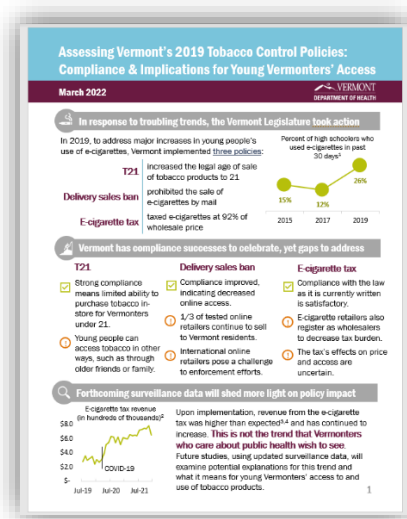 Assessing Vermont's 2019 Tobacco Control Policies:
Compliance & Implications for Young Vermonters' Access
March 2022
VERMONT
DEPARTMENT OF HEALTH
In response to troubling trends, the Vermont Legislature took action
In 2019, to address major increases in young people's
use of e-cigarettes, Vermont implemented three policies:
T21
increased the legal age of sale
of tobacco products to 21
Delivery sales ban
prohibited the sale of
e-cigarettes by mail
E-cigarette tax
taxed e-cigarettes at 92% of
wholesale price
Percent of high schoolers who
used e-cigarettes in past
30 days¹
15%
12%
26%
2015 2017 2019
Vermont has compliance successes to celebrate, yet gaps to address
T21
Strong compliance
means limited ability to
purchase tobacco in-
store for Vermonters
under 21.
Young people can
access tobacco in other
ways, such as through
older friends or family.
Delivery sales ban
Compliance improved,
indicating decreased
online access.
1/3 of tested online
retailers continue to sell
to Vermont residents.
International online
retailers pose a challenge
to enforcement efforts.
E-cigarette tax
Compliance with the law
as it is currently written
is satisfactory.
E-cigarette retailers also
register as wholesalers
to decrease tax burden.
The tax's effects on price
and access are
uncertain.
Forthcoming surveillance data will shed more light on policy impact
E-cigarette tax revenue
(in hundreds of thousands)²
$8.0
$6.0
$4.0
$2.0
$-
COVID-19
Jul-19 Jul-20 Jul-21
Upon implementation, revenue from the e-cigarette
tax was higher than expected³,⁴ and has continued to
increase. This is not the trend that Vermonters
who care about public health wish to see.
Future studies, using updated surveillance data, will
examine potential explanations for this trend and
what it means for young Vermonters' access to and
use of tobacco products.
1